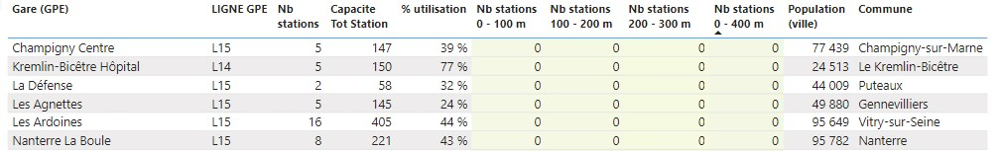 Gare (GPE) LIGNE GPE Nb stations Capacite Tot Station % utilisation Nb stations 0 - 100 m Nb stations 100 - 200 m Nb stations 200 - 300 m Nb stations 0 - 400 m Population (ville) Commune
Champigny Centre L15 5 147 39 % 0 0 0 0 77 439 Champigny-sur-Marne
Kremlin-Bicêtre Hôpital L14 5 150 77 % 0 0 0 0 24 513 Le Kremlin-Bicêtre
La Défense L15 2 58 32 % 0 0 0 0 44 009 Puteaux
Les Agnettes L15 5 145 24 % 0 0 0 0 49 880 Gennevilliers
Les Ardoines L15 16 405 44 % 0 0 0 0 95 649 Vitry-sur-Seine
Nanterre La Boule L15 8 221 43 % 0 0 0 0 95 782 Nanterre